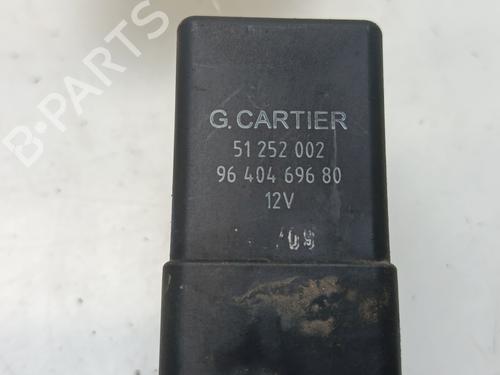 B-PARTS
G. CARTIER
51 252 002
96 404 696 80
12V